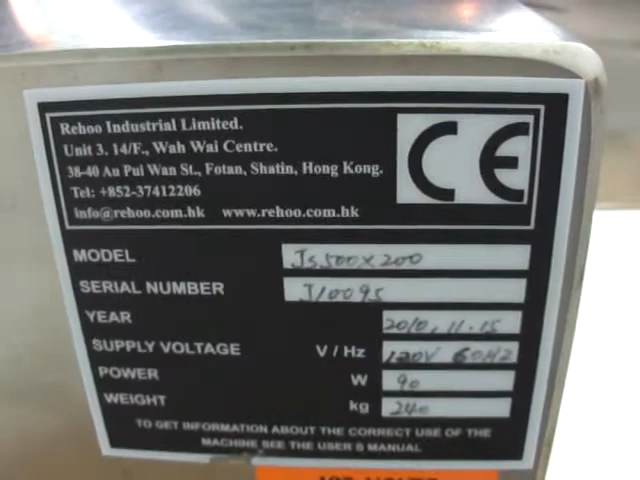 Rehoo Industrial Limited.
Unit 3. 14/F., Wah Wai Centre.
38-40 Au Pui Wan St., Fotan, Shatin, Hong Kong.
Tel: +852-37412206
info@rehoo.com.hk www.rehoo.com.hk
CE
MODEL Js500x200
SERIAL NUMBER J10095
YEAR 2010.11.15
SUPPLY VOLTAGE V / Hz 120V 60HZ
POWER W 90
WEIGHT kg 240
TO GET INFORMATION ABOUT THE CORRECT USE OF THE
MACHINE SEE THE USER S MANUAL